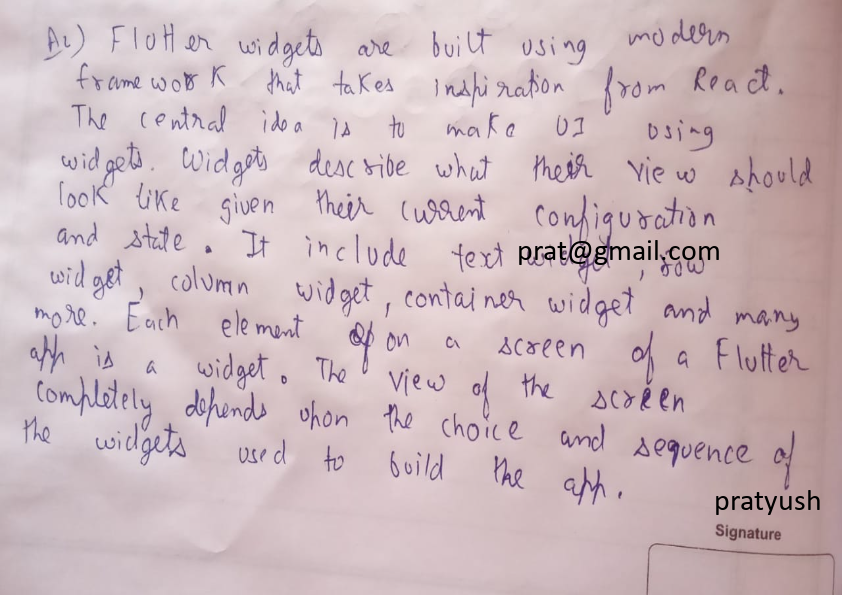 A2) Flutter widgets are built using modern
framework that takes inspiration from React.
The central idea is to make UI using
widgets. Widgets describe what their view should
look like given their current configuration
and state. It include text widget, row
prat@gmail.com
widget, column widget, container widget and many
more. Each element on a screen of a Flutter
app is a widget. The view of the screen
completely depends upon the choice and sequence of
the widgets used to build the app.
pratyush
Signature